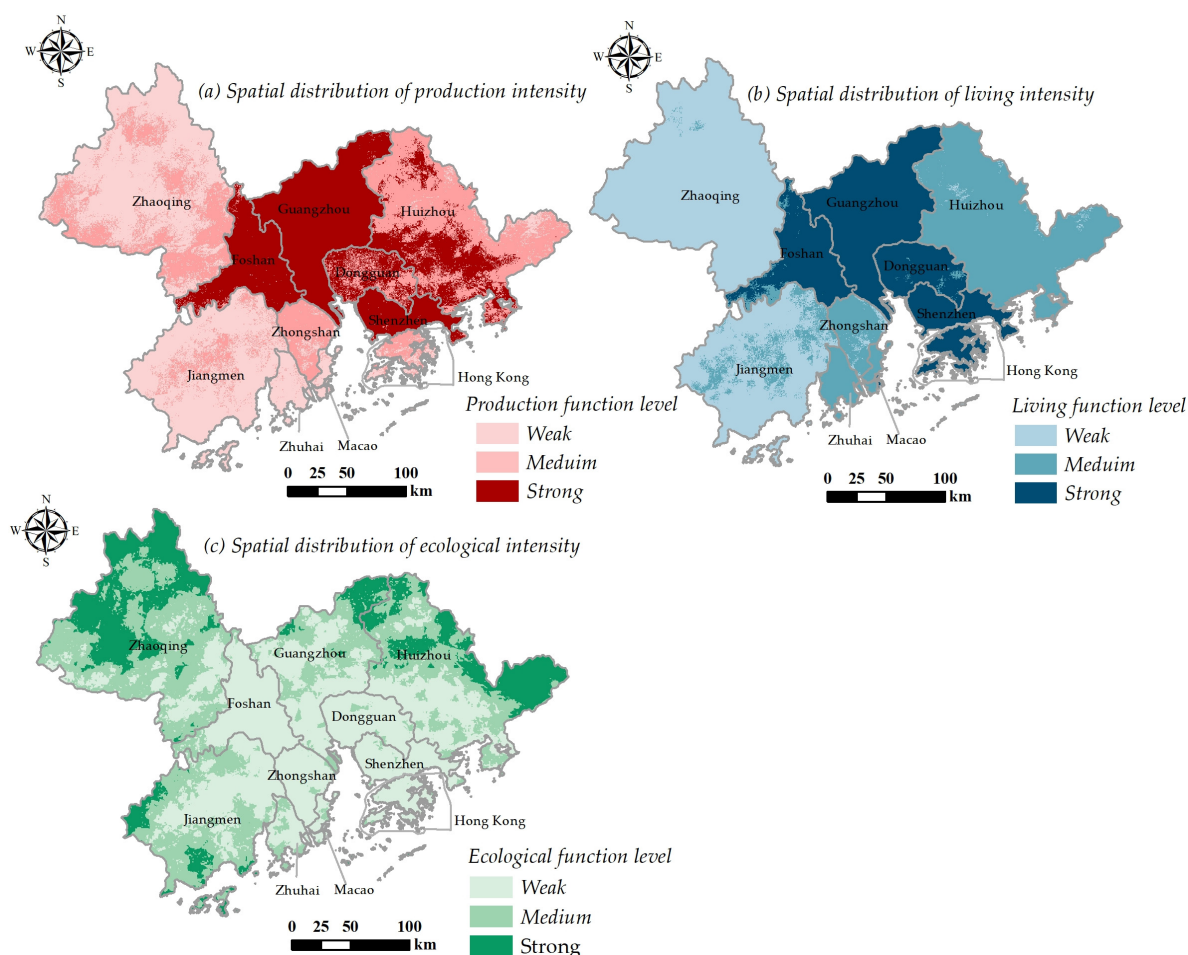 N
W E
S
(a) Spatial distribution of production intensity
Zhaoqing
Guangzhou
Huizhou
Foshan
Dongguan
Shenzhen
Zhongshan
Jiangmen
Hong Kong
Zhuhai
Macao
Production function level
Weak
Meduim
Strong
0 25 50 100
km
N
W E
S
(b) Spatial distribution of living intensity
Zhaoqing
Guangzhou
Huizhou
Foshan
Dongguan
Shenzhen
Zhongshan
Jiangmen
Hong Kong
Zhuhai
Macao
Living function level
Weak
Meduim
Strong
0 25 50 100
km
N
W E
S
(c) Spatial distribution of ecological intensity
Zhaoqing
Guangzhou
Huizhou
Foshan
Dongguan
Shenzhen
Zhongshan
Jiangmen
Hong Kong
Zhuhai
Macao
Ecological function level
Weak
Medium
Strong
0 25 50 100
km